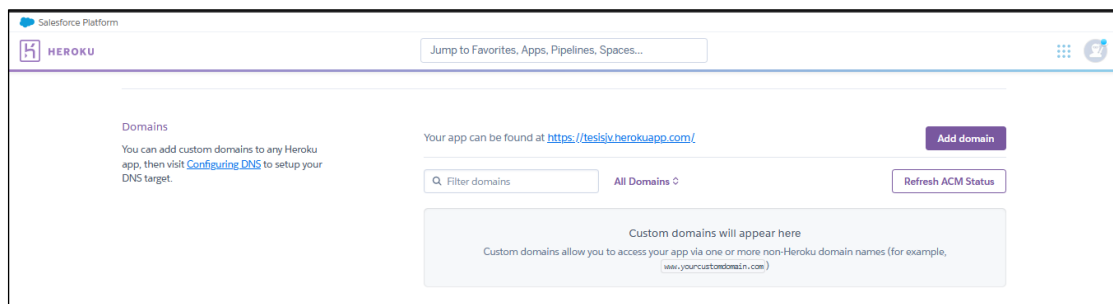 Salesforce Platform
HEROKU
Jump to Favorites, Apps, Pipelines, Spaces...
Domains
You can add custom domains to any Heroku
app, then visit Configuring DNS to setup your
DNS target.
Your app can be found at https://tesisjv.herokuapp.com/
Add domain
Filter domains
All Domains
Refresh ACM Status
Custom domains will appear here
Custom domains allow you to access your app via one or more non-Heroku domain names (for example,
www.yourcustomdomain.com)